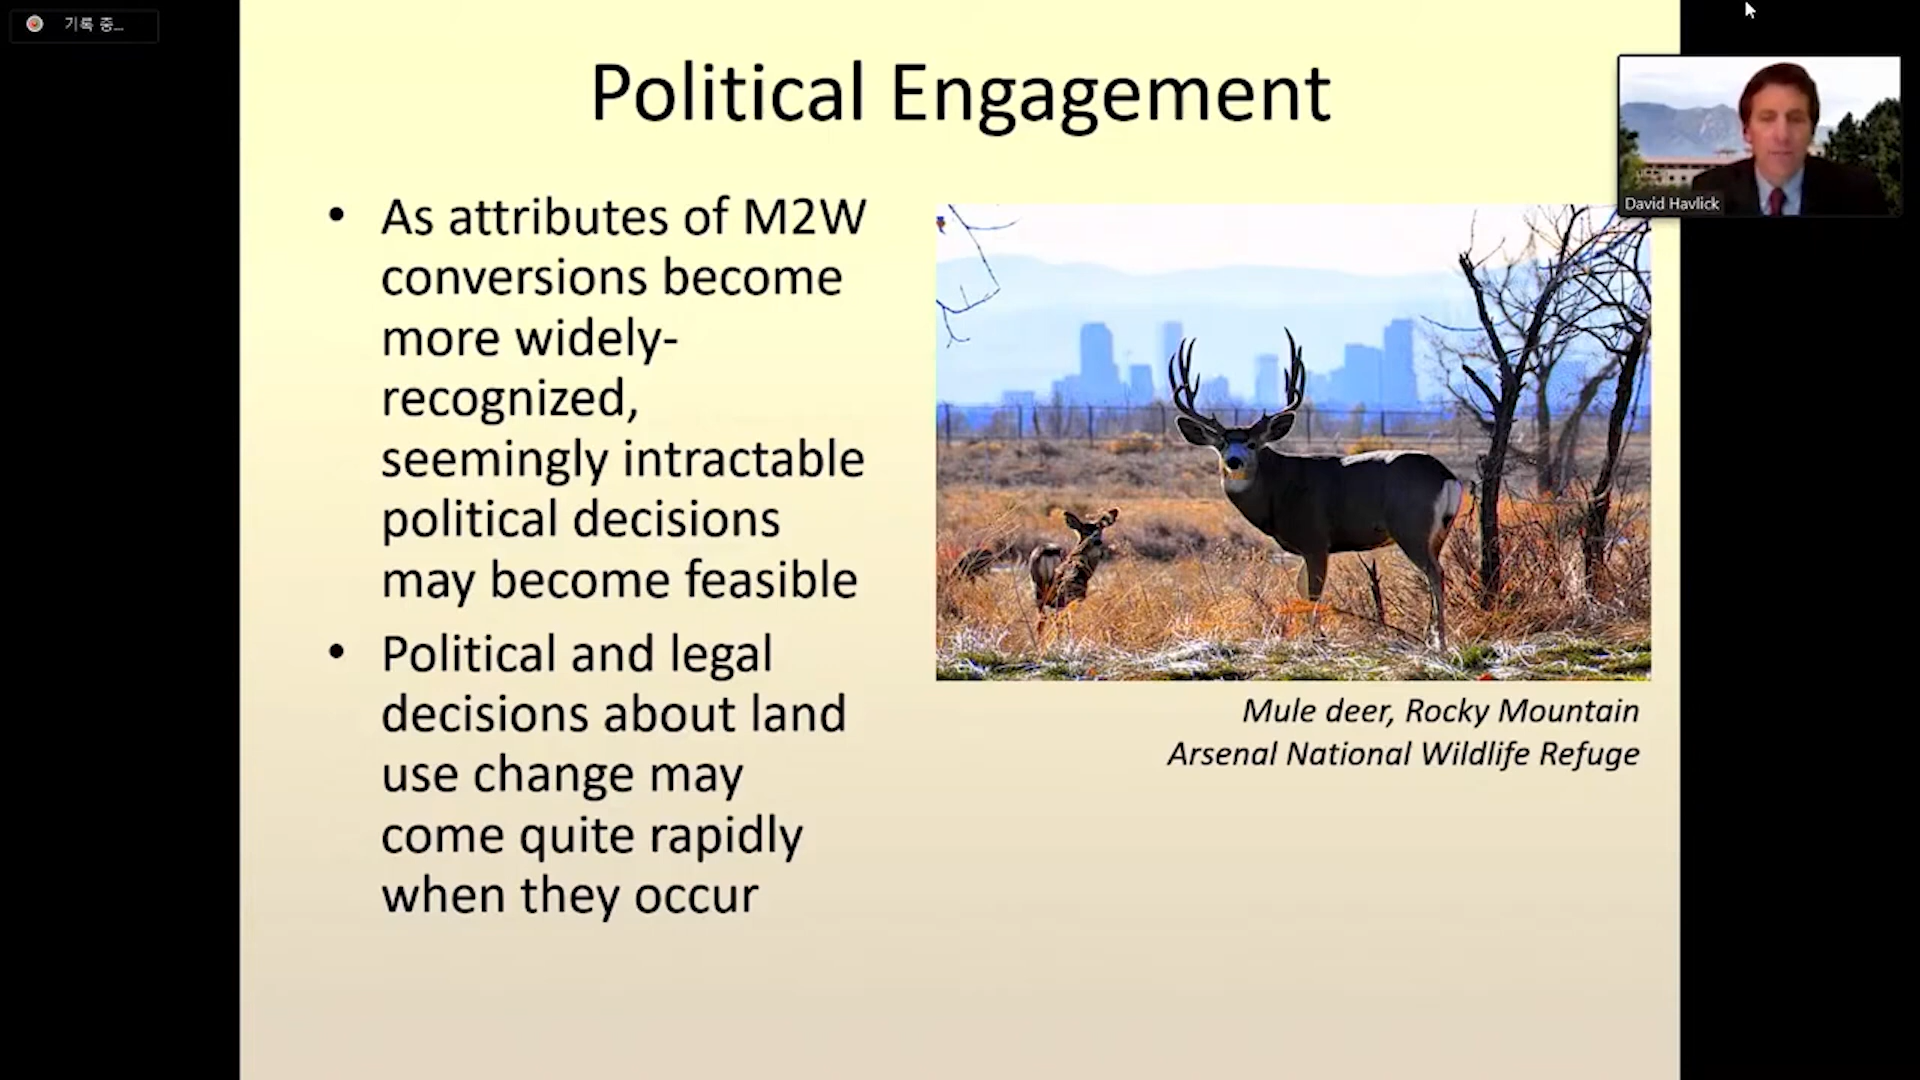 기록 중...
Political Engagement
David Havlick
• As attributes of M2W
conversions become
more widely-
recognized,
seemingly intractable
political decisions
may become feasible
• Political and legal
decisions about land
use change may
come quite rapidly
when they occur
Mule deer, Rocky Mountain
Arsenal National Wildlife Refuge